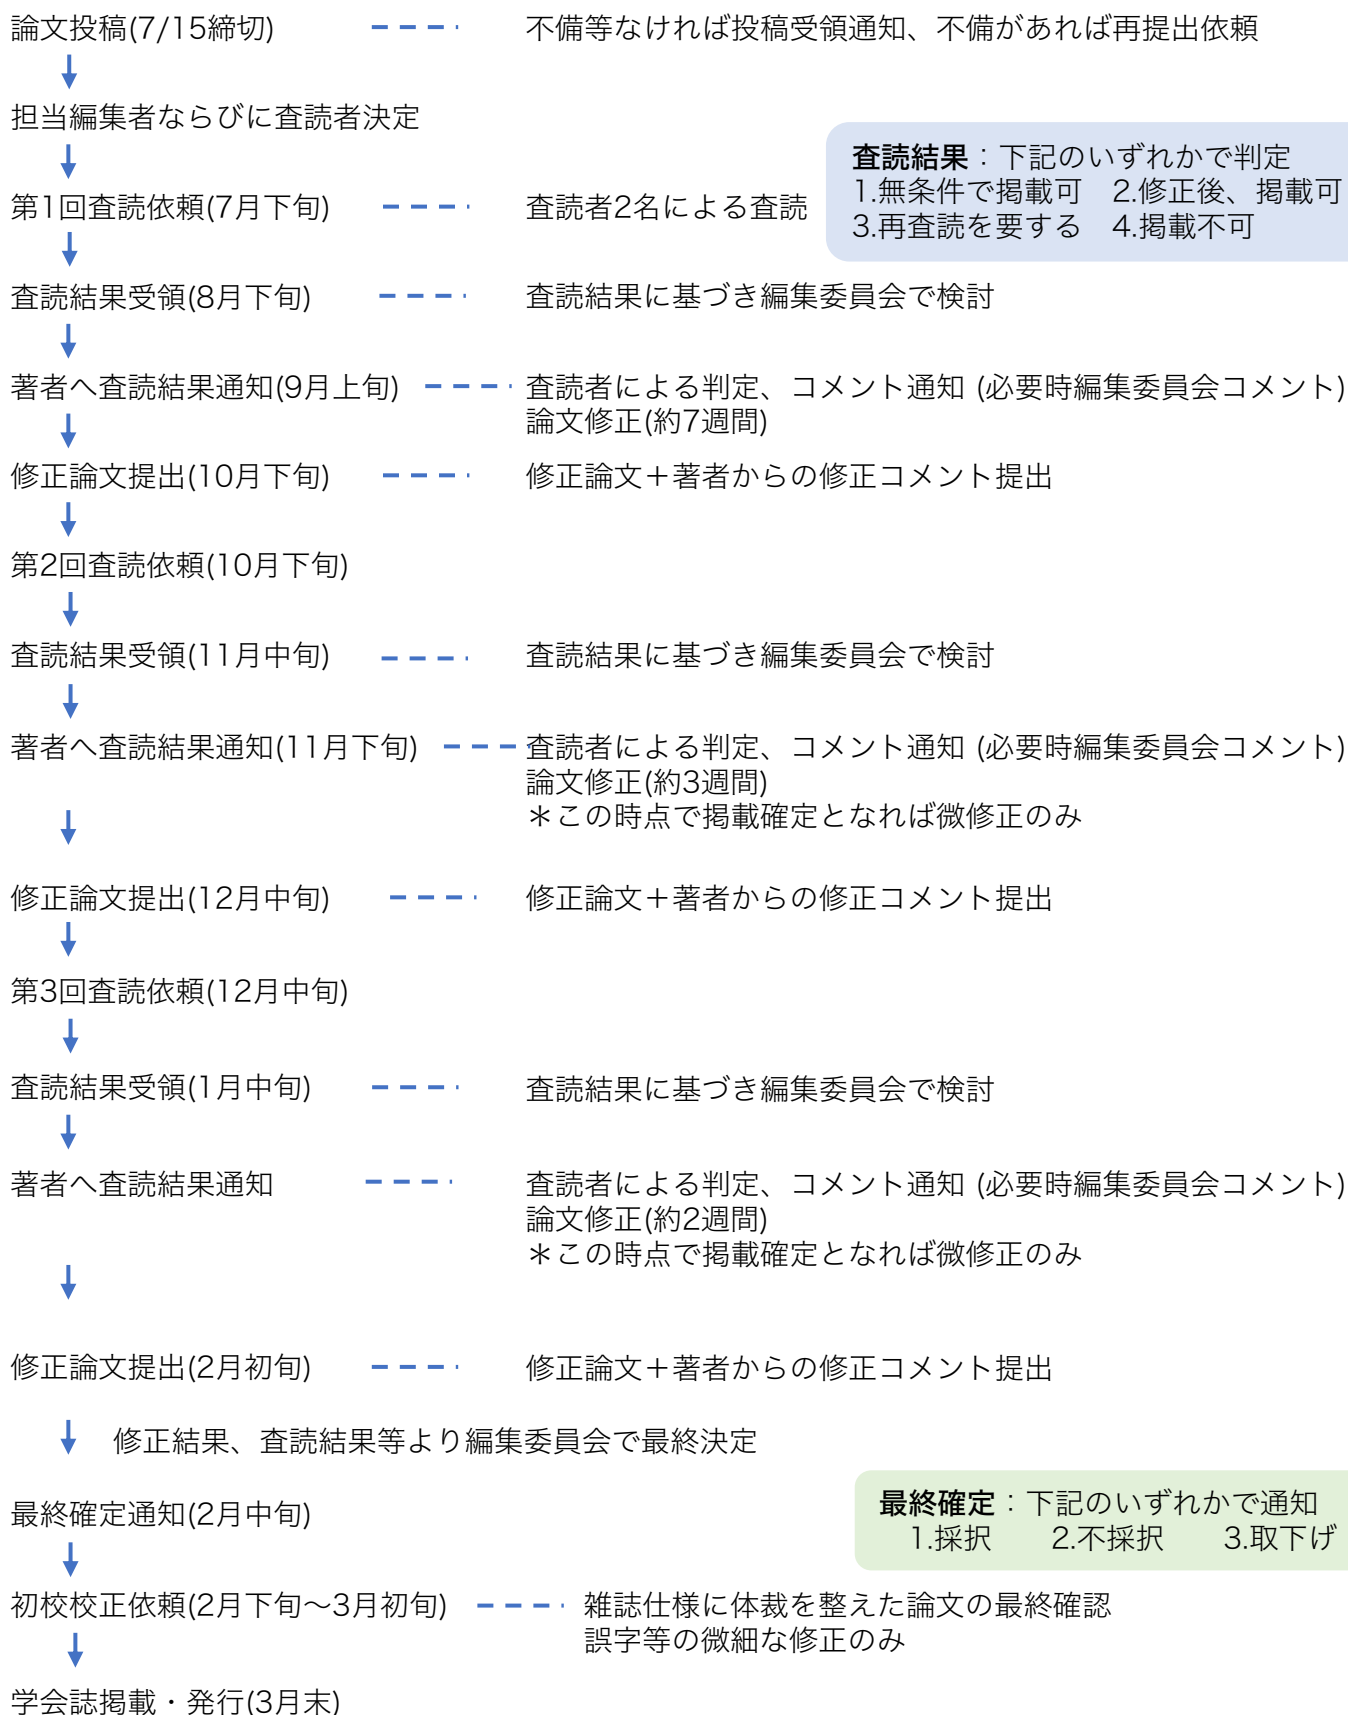 論文投稿(7/15締切)
不備等なければ投稿受領通知、不備があれば再提出依頼
担当編集者ならびに査読者決定
査読結果：下記のいずれかで判定
1.無条件で掲載可　2.修正後、掲載可
3.再査読を要する　4.掲載不可
第1回査読依頼(7月下旬)
査読者2名による査読
査読結果受領(8月下旬)
査読結果に基づき編集委員会で検討
著者へ査読結果通知(9月上旬)
査読者による判定、コメント通知 (必要時編集委員会コメント)
論文修正(約7週間)
修正論文提出(10月下旬)
修正論文＋著者からの修正コメント提出
第2回査読依頼(10月下旬)
査読結果受領(11月中旬)
査読結果に基づき編集委員会で検討
著者へ査読結果通知(11月下旬)
査読者による判定、コメント通知 (必要時編集委員会コメント)
論文修正(約3週間)
＊この時点で掲載確定となれば微修正のみ
修正論文提出(12月中旬)
修正論文＋著者からの修正コメント提出
第3回査読依頼(12月中旬)
査読結果受領(1月中旬)
査読結果に基づき編集委員会で検討
著者へ査読結果通知
査読者による判定、コメント通知 (必要時編集委員会コメント)
論文修正(約2週間)
＊この時点で掲載確定となれば微修正のみ
修正論文提出(2月初旬)
修正論文＋著者からの修正コメント提出
修正結果、査読結果等より編集委員会で最終決定
最終確定通知(2月中旬)
最終確定：下記のいずれかで通知
1.採択　2.不採択　3.取下げ
初校校正依頼(2月下旬〜3月初旬)
雑誌仕様に体裁を整えた論文の最終確認
誤字等の微細な修正のみ
学会誌掲載・発行(3月末)